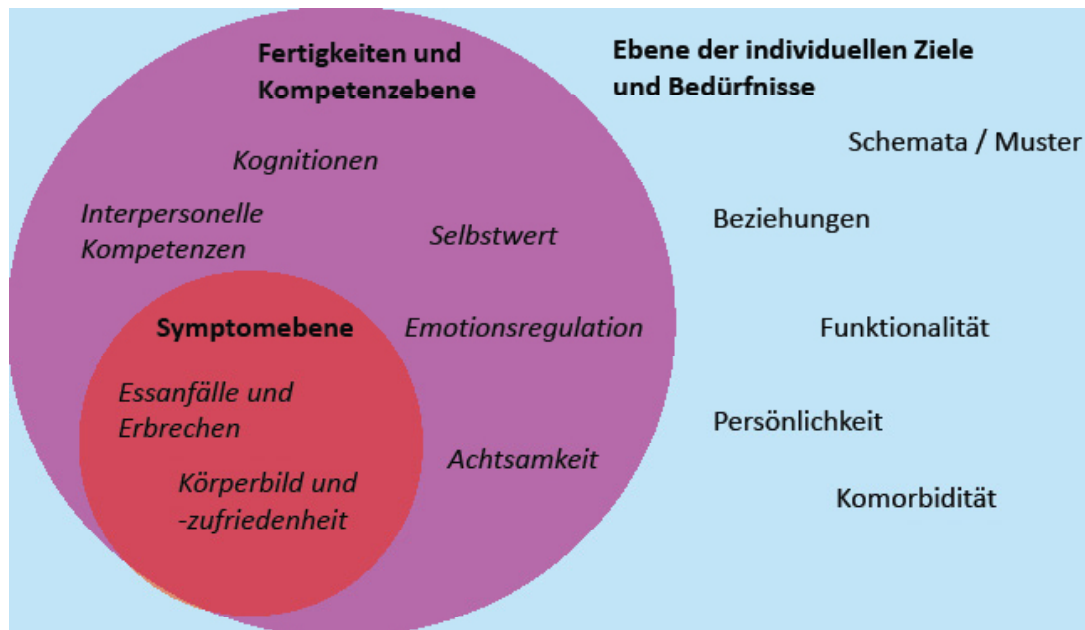 Fertigkeiten und
Kompetenzebene
Kognitionen
Interpersonelle
Kompetenzen
Selbstwert
Symptomebene
Emotionsregulation
Essanfälle und
Erbrechen
Achtsamkeit
Körperbild und
-zufriedenheit
Ebene der individuellen Ziele
und Bedürfnisse
Schemata / Muster
Beziehungen
Funktionalität
Persönlichkeit
Komorbidität